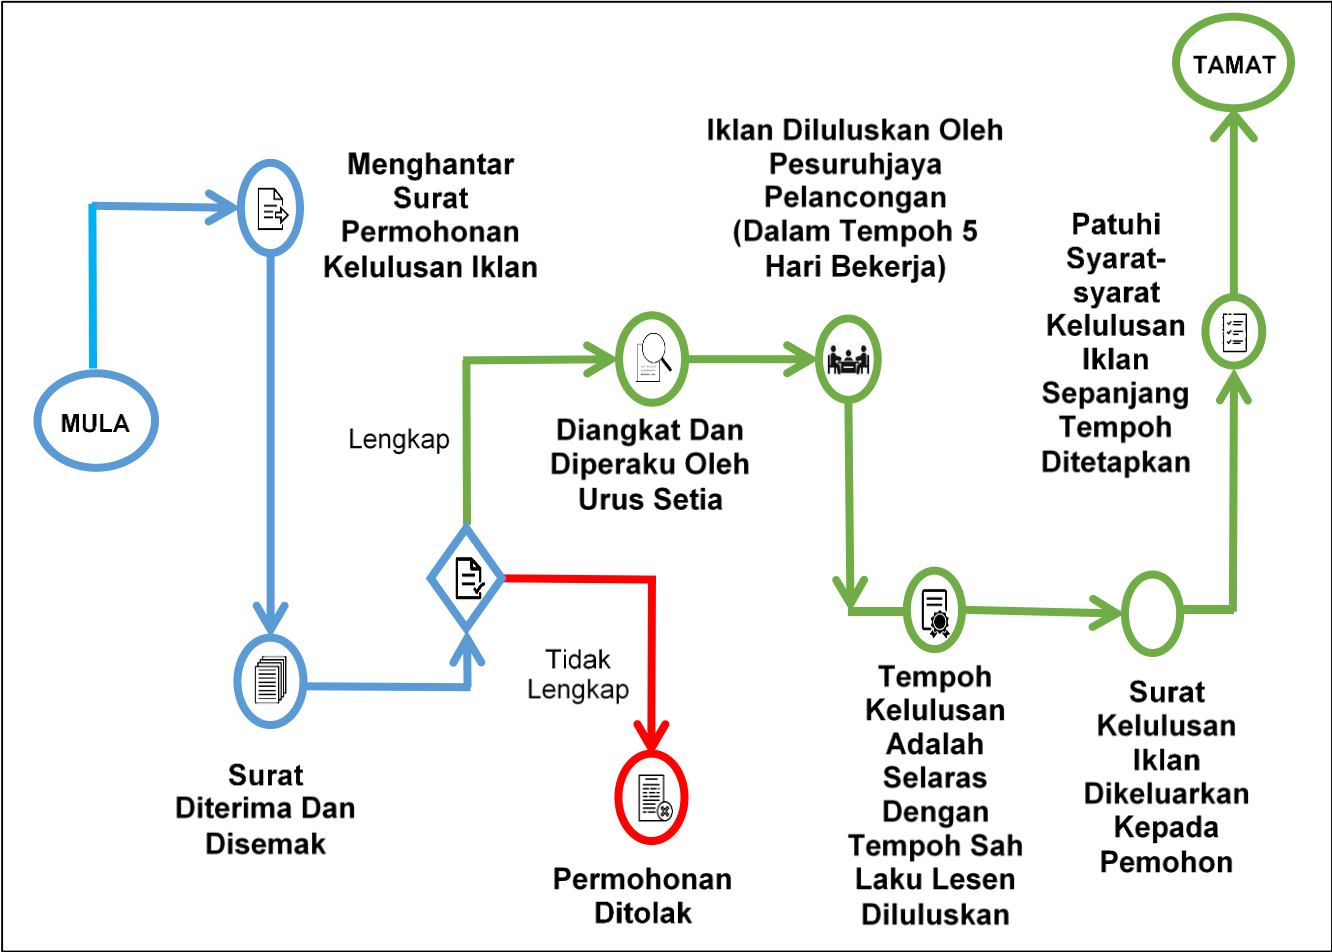 MULA
Menghantar
Surat
Permohonan
Kelulusan Iklan
Surat
Diterima Dan
Disemak
Lengkap
Tidak
Lengkap
Permohonan
Ditolak
Diangkat Dan
Diperaku Oleh
Urus Setia
Iklan Diluluskan Oleh
Pesuruhjaya
Pelancongan
(Dalam Tempoh 5
Hari Bekerja)
Tempoh
Kelulusan
Adalah
Selaras
Dengan
Tempoh Sah
Laku Lesen
Diluluskan
Surat
Kelulusan
Iklan
Dikeluarkan
Kepada
Pemohon
Patuhi
Syarat-
syarat
Kelulusan
Iklan
Sepanjang
Tempoh
Ditetapkan
TAMAT